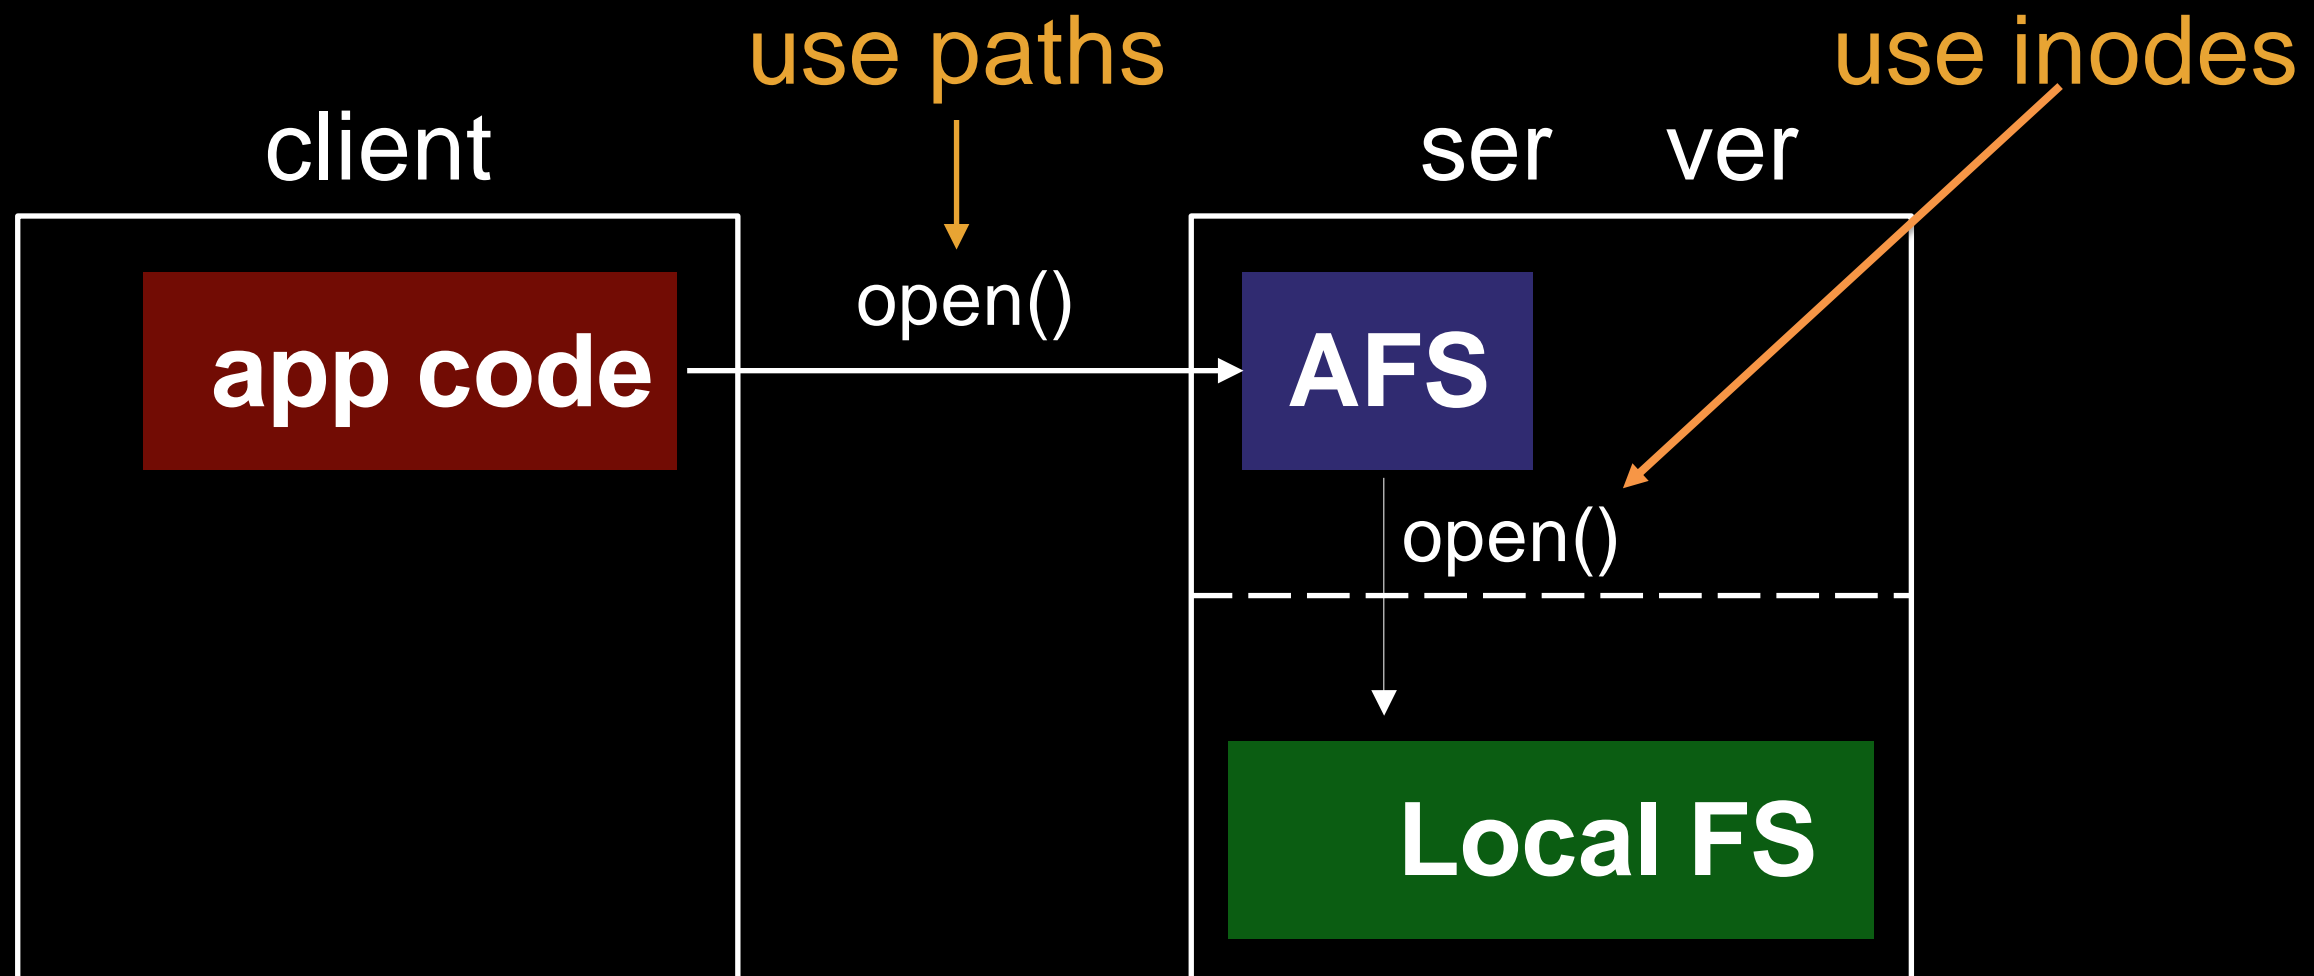 use paths
use inodes
client
ser ver
open()
app code
AFS
open()
Local FS